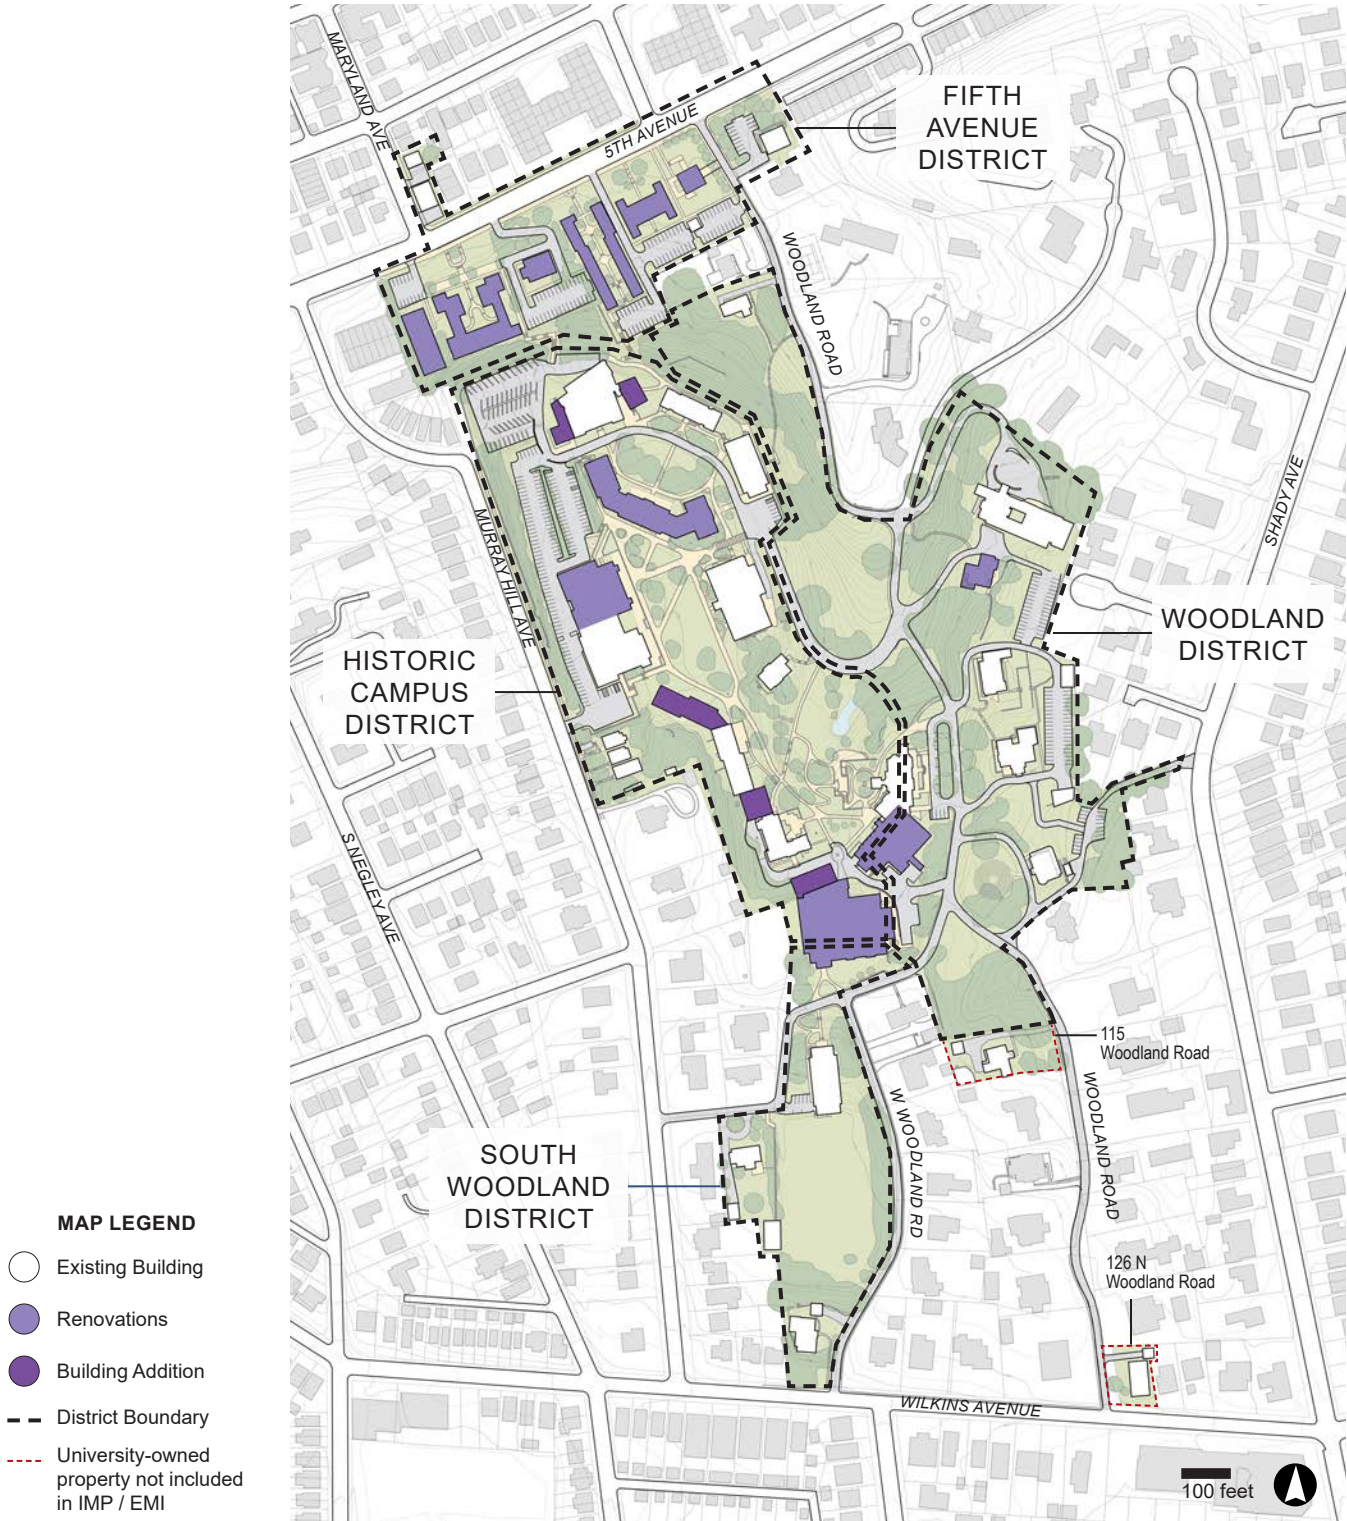 MARYLAND AVE
5TH AVENUE
FIFTH
AVENUE
DISTRICT
WOODLAND ROAD
SHADY AVE
MURRAY HILL AVE
WOODLAND
DISTRICT
HISTORIC
CAMPUS
DISTRICT
S NEGLEY AVE
115
Woodland Road
W WOODLAND RD
WOODLAND ROAD
SOUTH
WOODLAND
DISTRICT
126 N
Woodland Road
WILKINS AVENUE
MAP LEGEND
Existing Building
Renovations
Building Addition
District Boundary
University-owned
property not included
in IMP / EMI
100 feet